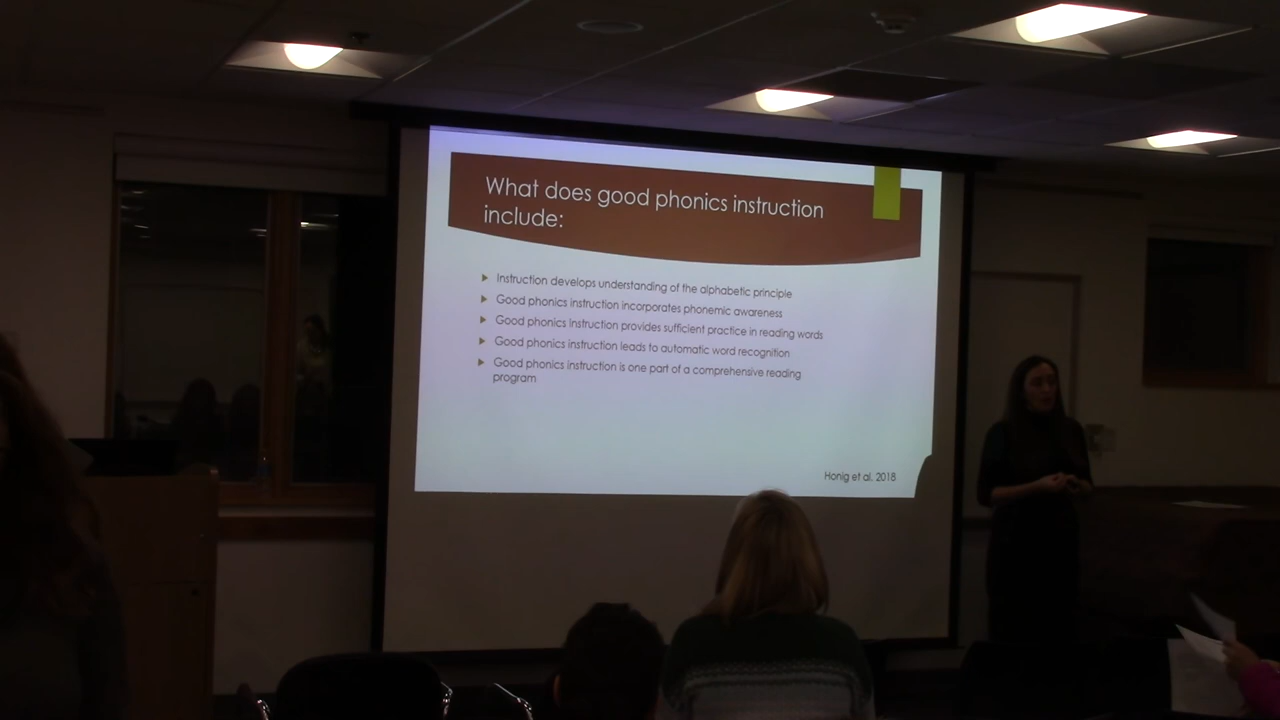 What does good phonics instruction
include:
Instruction develops understanding of the alphabetic principle
Good phonics instruction incorporates phonemic awareness
Good phonics instruction provides sufficient practice in reading words
Good phonics instruction leads to automatic word recognition
Good phonics instruction is one part of a comprehensive reading
program
Honig et al, 2018